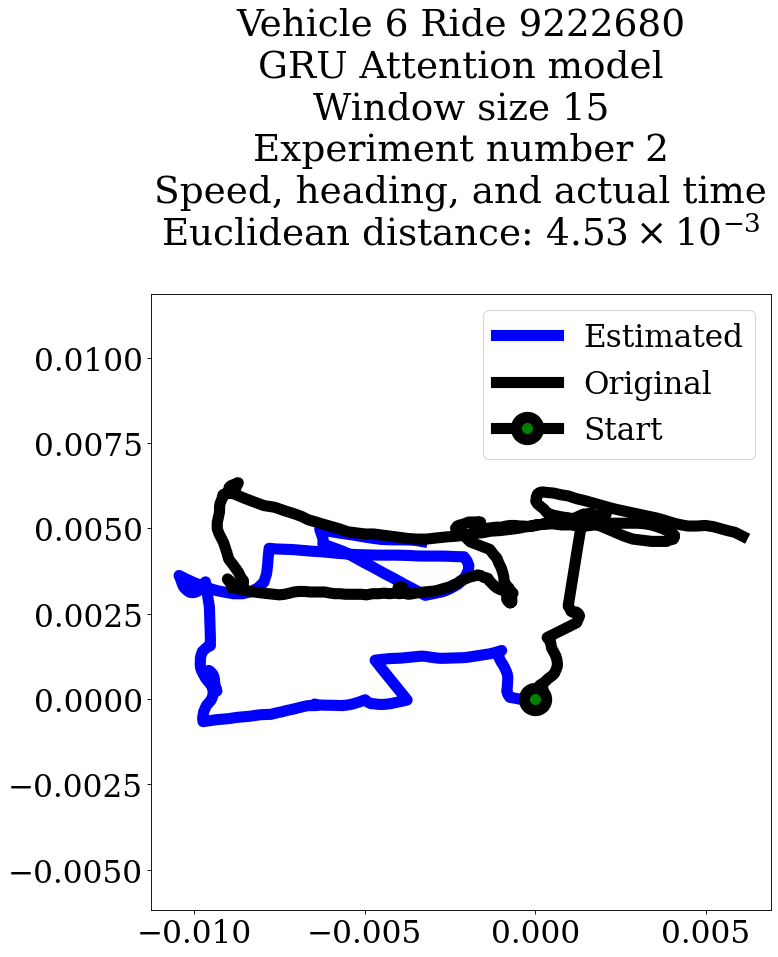 Vehicle 6 Ride 9222680
GRU Attention model
Window size 15
Experiment number 2
Speed, heading, and actual time
Euclidean distance: 4.53 × 10⁻³
Estimated
Original
Start
0.0100
0.0075
0.0050
0.0025
0.0000
−0.0025
−0.0050
−0.010 −0.005 0.000 0.005